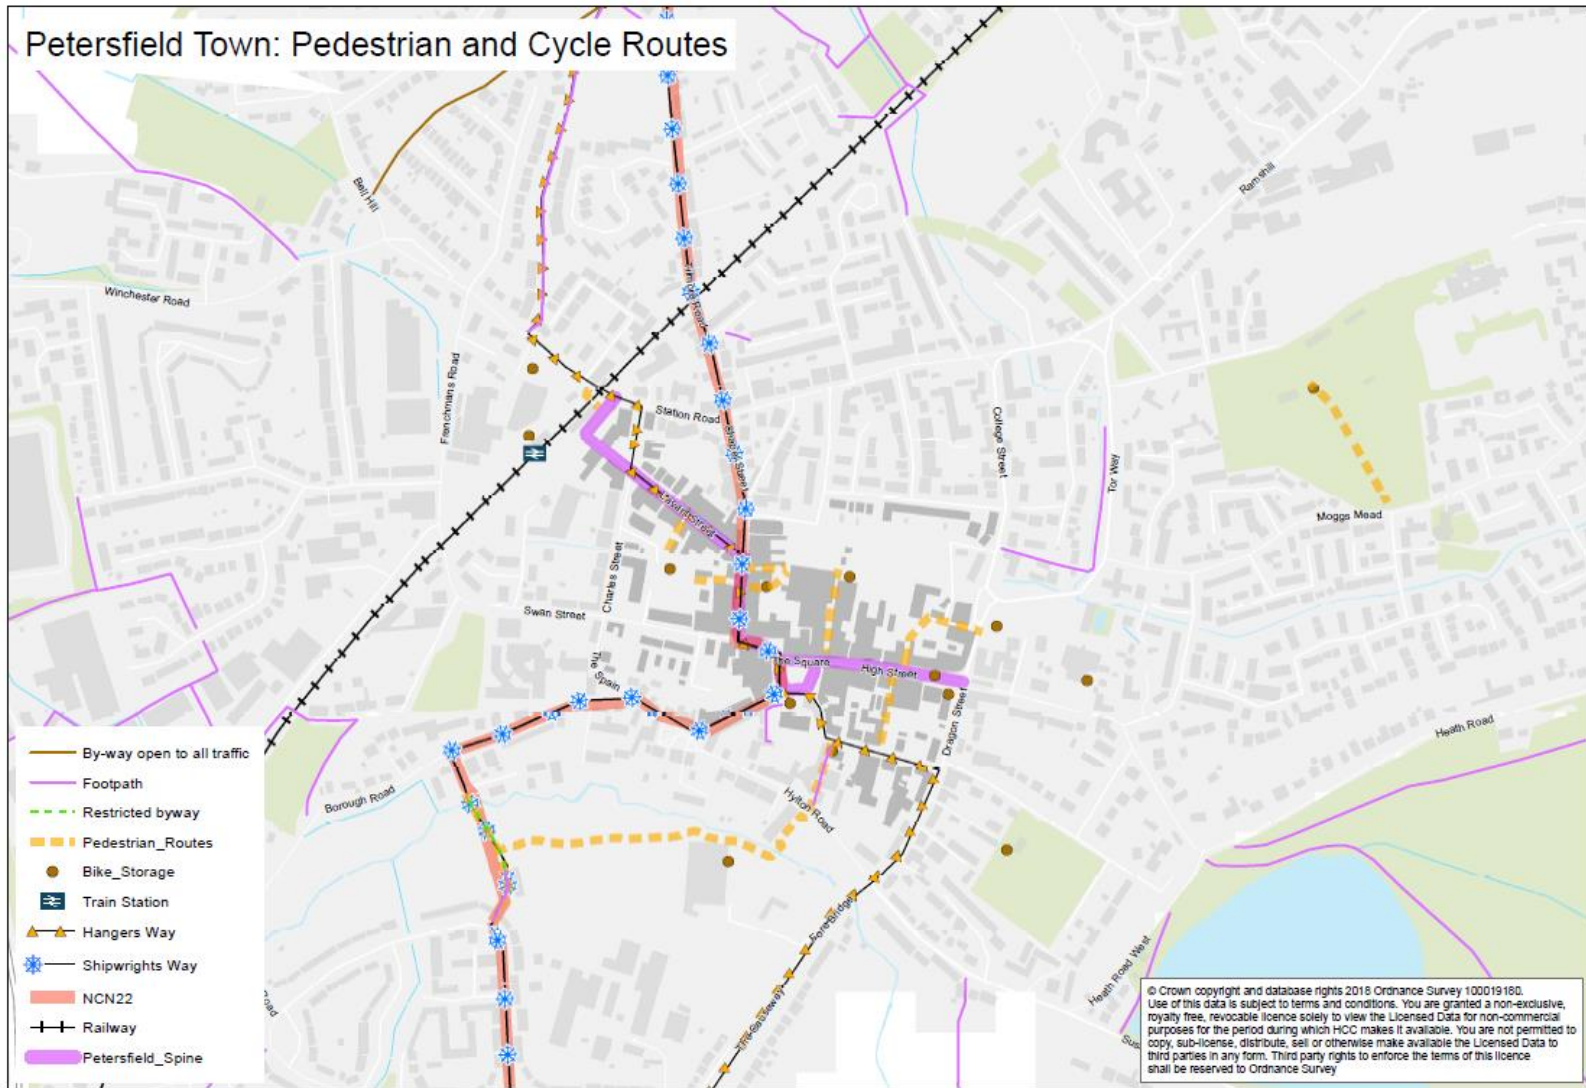 Petersfield Town: Pedestrian and Cycle Routes
Bell Hill
Ramshill
Winchester Road
Tilmore Road
Frenchmans Road
Station Road
Chapel Street
College Street
Tor Way
Lavant Street
Moggs Mead
Charles Street
Swan Street
The Spain
The Square
High Street
Dragon Street
Heath Road
By-way open to all traffic
Footpath
Restricted byway
Pedestrian_Routes
Bike_Storage
Train Station
Hangers Way
Shipwrights Way
NCN22
Railway
Petersfield_Spine
Borough Road
Hylton Road
Forebridge
The Causeway
Heath Road West
Road
Sus
© Crown copyright and database rights 2018 Ordnance Survey 100019180.
Use of this data is subject to terms and conditions. You are granted a non-exclusive,
royalty free, revocable licence solely to view the Licensed Data for non-commercial
purposes for the period during which HCC makes it available. You are not permitted to
copy, sub-license, distribute, sell or otherwise make available the Licensed Data to
third parties in any form. Third party rights to enforce the terms of this licence
shall be reserved to Ordnance Survey